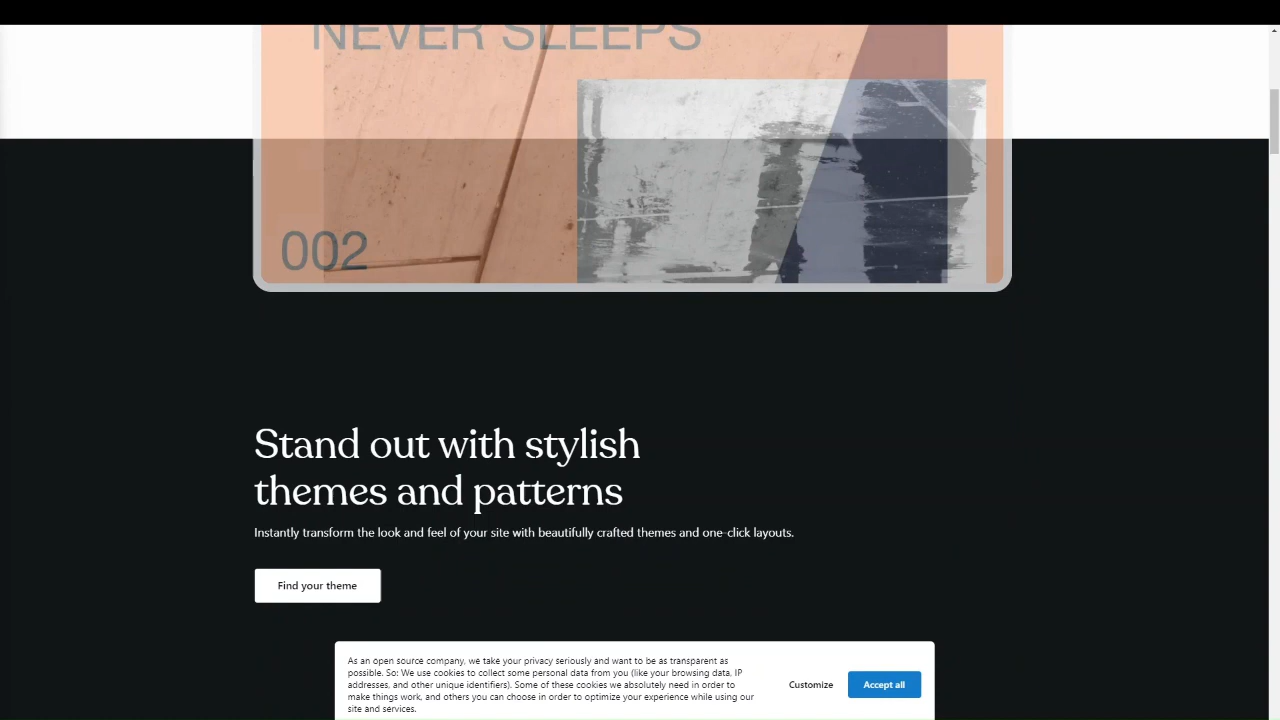 NEVER SLEEPS
002
Stand out with stylish
themes and patterns
Instantly transform the look and feel of your site with beautifully crafted themes and one-click layouts.
Find your theme
As an open source company, we take your privacy seriously and want to be as transparent as
possible. So: We use cookies to collect some personal data from you (like your browsing data, IP
addresses, and other unique identifiers). Some of these cookies we absolutely need in order to
make things work, and others you can choose in order to optimize your experience while using our
site and services.
Customize
Accept all